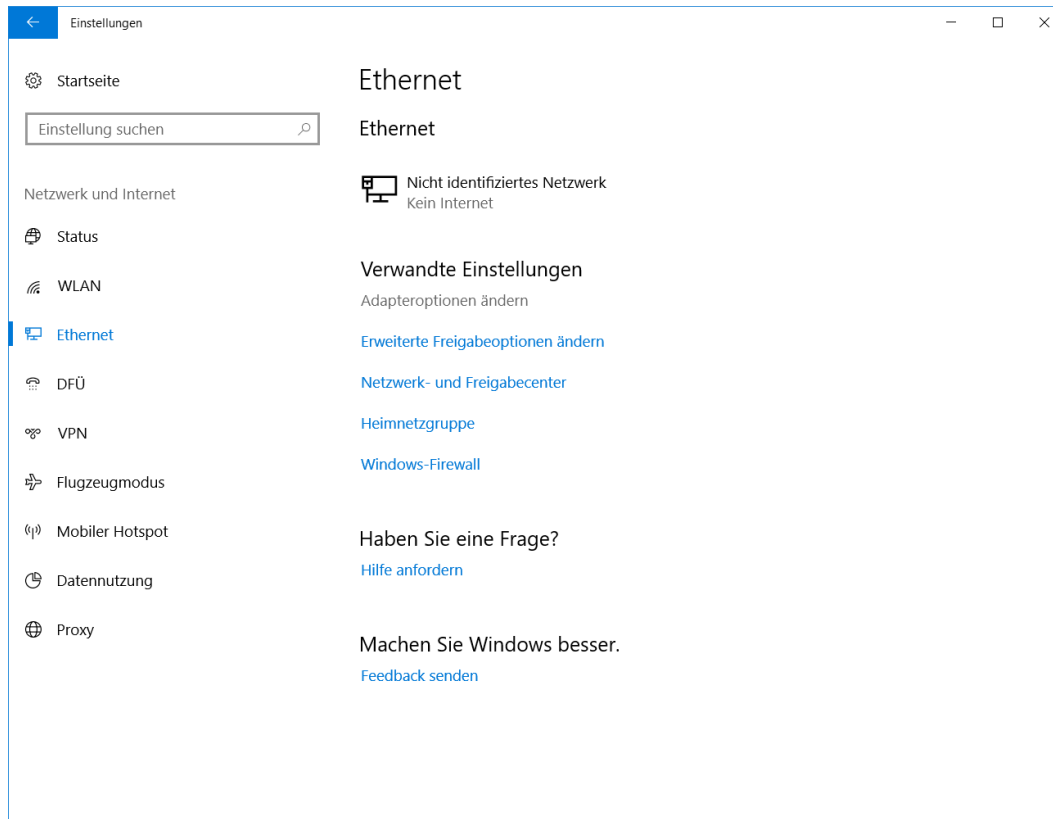 Einstellungen
Startseite
Einstellung suchen
Netzwerk und Internet
Status
WLAN
Ethernet
DFÜ
VPN
Flugzeugmodus
Mobiler Hotspot
Datennutzung
Proxy
Ethernet
Ethernet
Nicht identifiziertes Netzwerk
Kein Internet
Verwandte Einstellungen
Adapteroptionen ändern
Erweiterte Freigabeoptionen ändern
Netzwerk- und Freigabecenter
Heimnetzgruppe
Windows-Firewall
Haben Sie eine Frage?
Hilfe anfordern
Machen Sie Windows besser.
Feedback senden